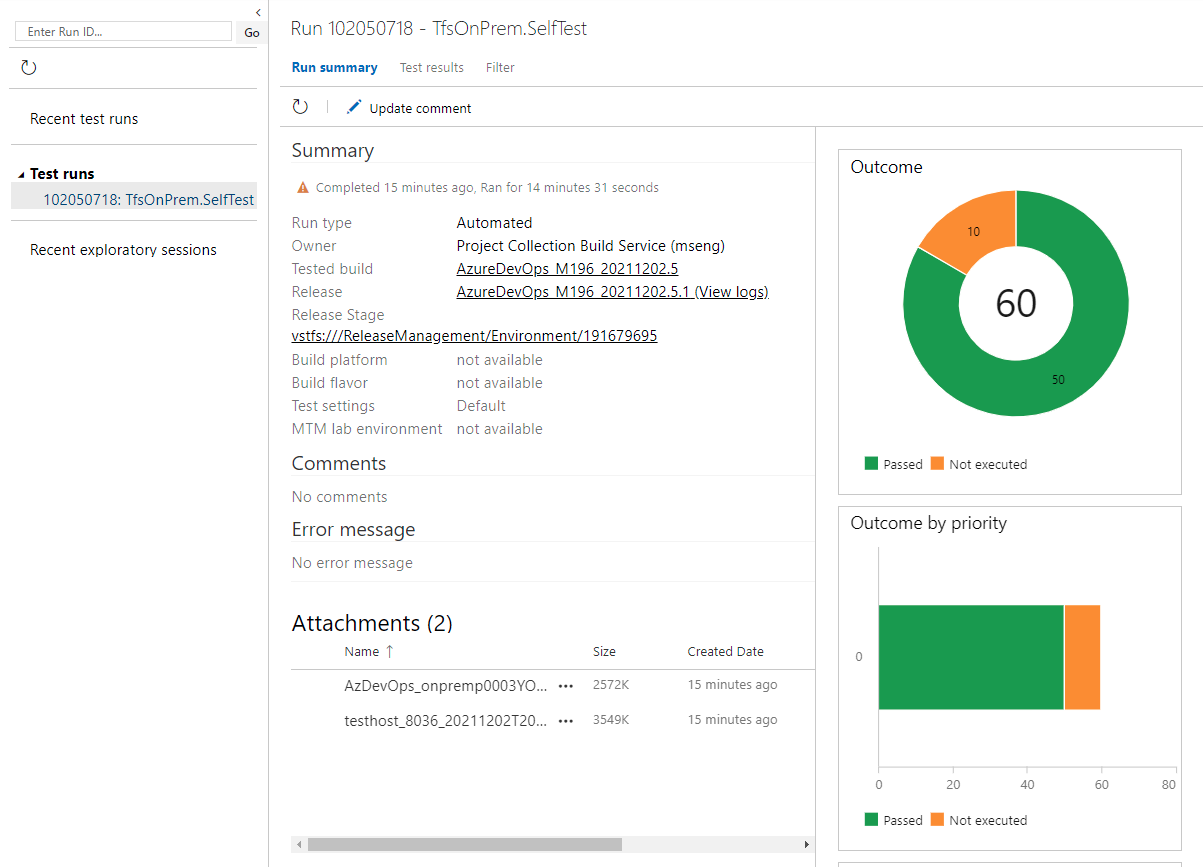 Enter Run ID...
Go
Recent test runs
Test runs
102050718: TfsOnPrem.SelfTest
Recent exploratory sessions
Run 102050718 - TfsOnPrem.SelfTest
Run summary Test results Filter
Update comment
Summary
Completed 15 minutes ago, Ran for 14 minutes 31 seconds
Run type Automated
Owner Project Collection Build Service (mseng)
Tested build AzureDevOps_M196_20211202.5
Release AzureDevOps_M196_20211202.5.1 (View logs)
Release Stage
vstfs:///ReleaseManagement/Environment/191679695
Build platform not available
Build flavor not available
Test settings Default
MTM lab environment not available
Comments
No comments
Error message
No error message
Attachments (2)
Name ↑ Size Created Date
AzDevOps_onpremp0003YO... ••• 2572K 15 minutes ago
testhost_8036_20211202T20... ••• 3549K 15 minutes ago
Outcome
10
60
50
Passed Not executed
Outcome by priority
0
0 20 40 60 80
Passed Not executed